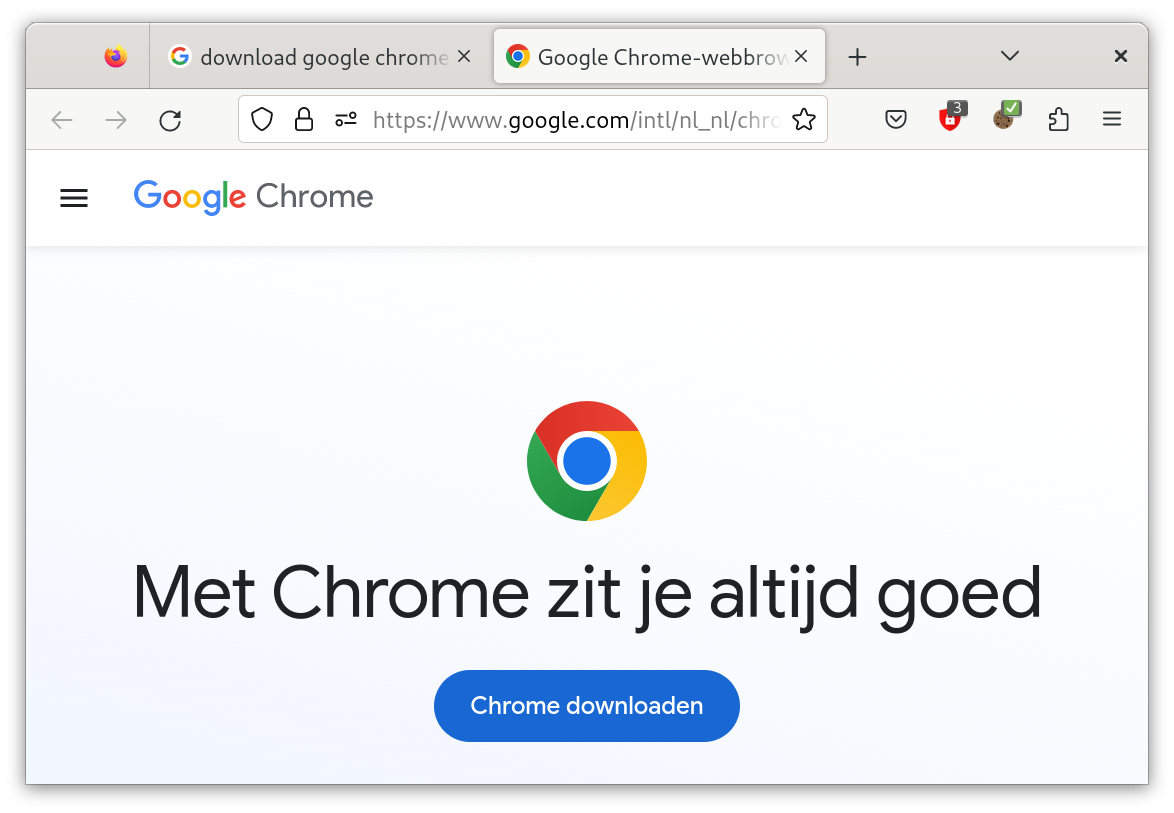 download google chrome
Google Chrome-webbrow
https://www.google.com/intl/nl_nl/chro
3
Google Chrome
Met Chrome zit je altijd goed
Chrome downloaden